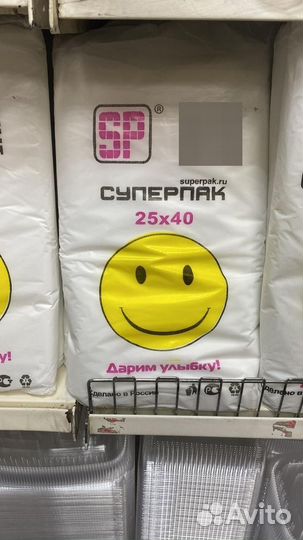 SP®
superpak.ru
СУПЕРПАК
25x40
Дарим улыбку!
Сделано в России
Avito